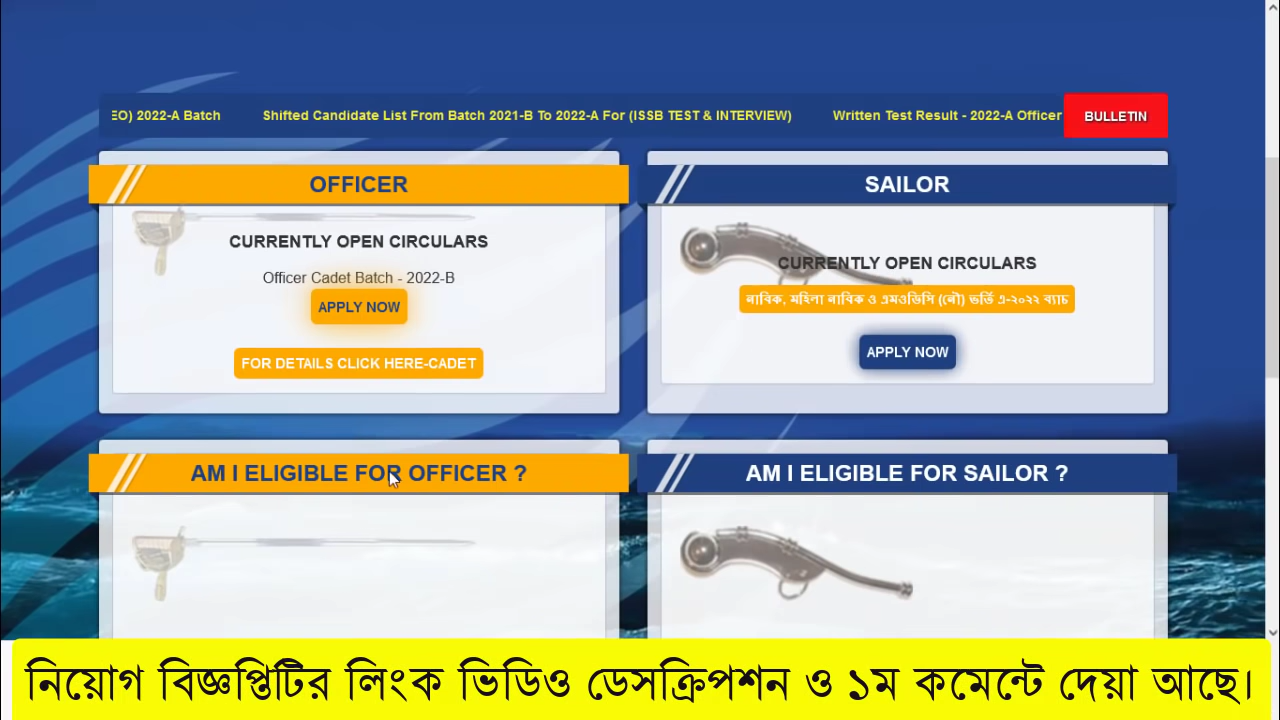 EO) 2022-A Batch Shifted Candidate List From Batch 2021-B To 2022-A For (ISSB TEST & INTERVIEW) Written Test Result - 2022-A Officer BULLETIN
OFFICER
CURRENTLY OPEN CIRCULARS
Officer Cadet Batch - 2022-B
APPLY NOW
FOR DETAILS CLICK HERE-CADET
SAILOR
CURRENTLY OPEN CIRCULARS
নাবিক, মহিলা নাবিক ও এমওডিসি (নৌ) ভর্তি এ-২০২২ ব্যাচ
APPLY NOW
AM I ELIGIBLE FOR OFFICER ?
AM I ELIGIBLE FOR SAILOR ?
নিয়োগ বিজ্ঞপ্তিটির লিংক ভিডিও ডেসক্রিপশন ও ১ম কমেন্টে দেয়া আছে।